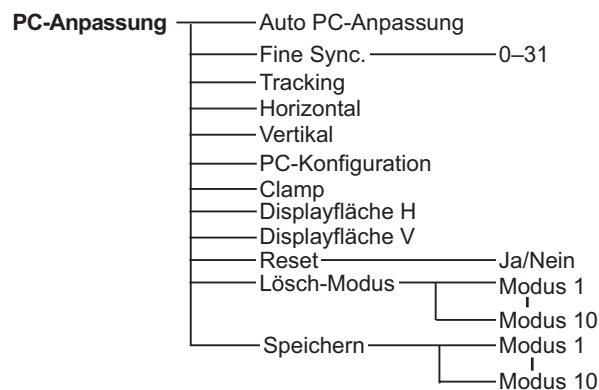 PC-Anpassung Auto PC-Anpassung
Fine Sync. 0–31
Tracking
Horizontal
Vertikal
PC-Konfiguration
Clamp
Displayfläche H
Displayfläche V
Reset Ja/Nein
Lösch-Modus Modus 1
Modus 10
Speichern Modus 1
Modus 10